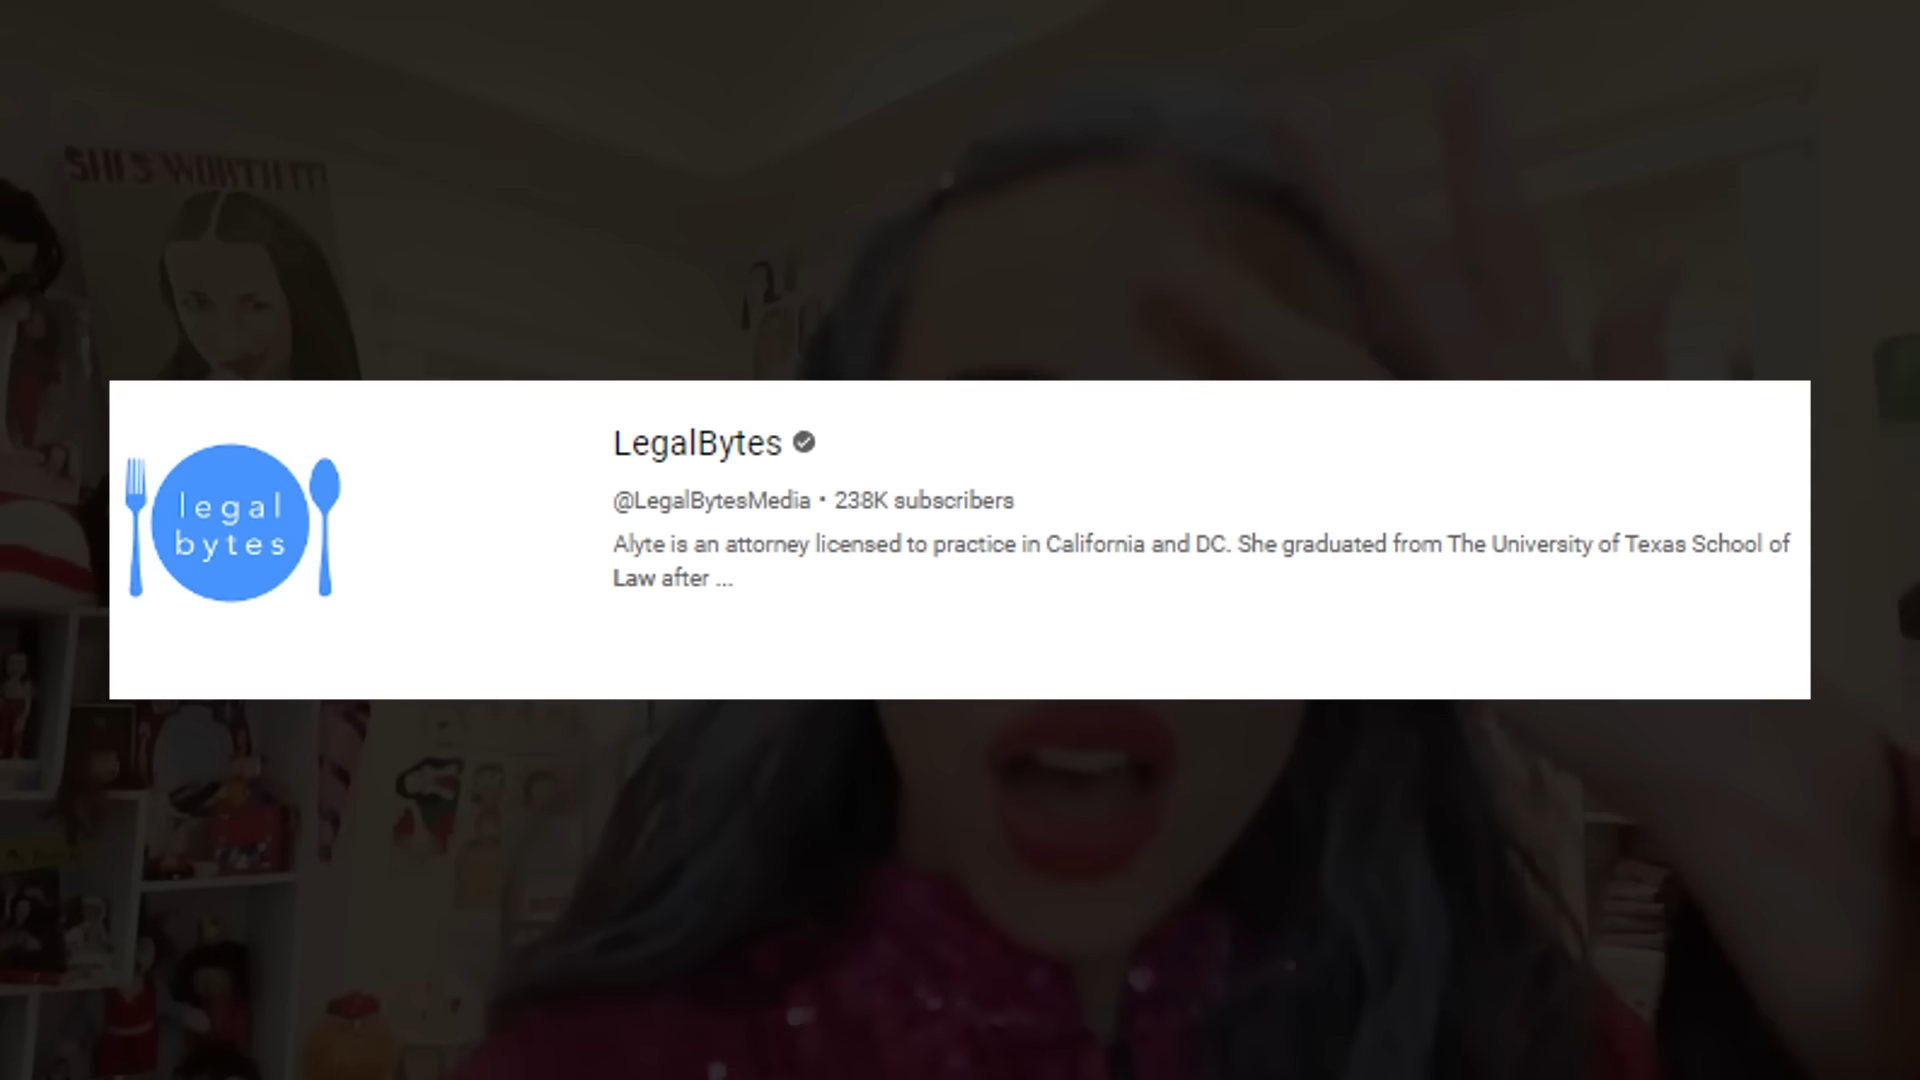 SHE'S WORTH IT!
legal
bytes
LegalBytes
@LegalBytesMedia • 238K subscribers
Alyte is an attorney licensed to practice in California and DC. She graduated from The University of Texas School of
Law after ...